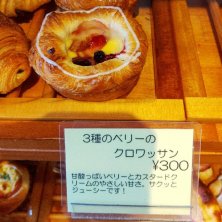 3種のベリーの
クロワッサン
¥300
甘酸っぱいベリーとカスタードク
リームのやさしい甘さ。サクッと
ジューシーです!